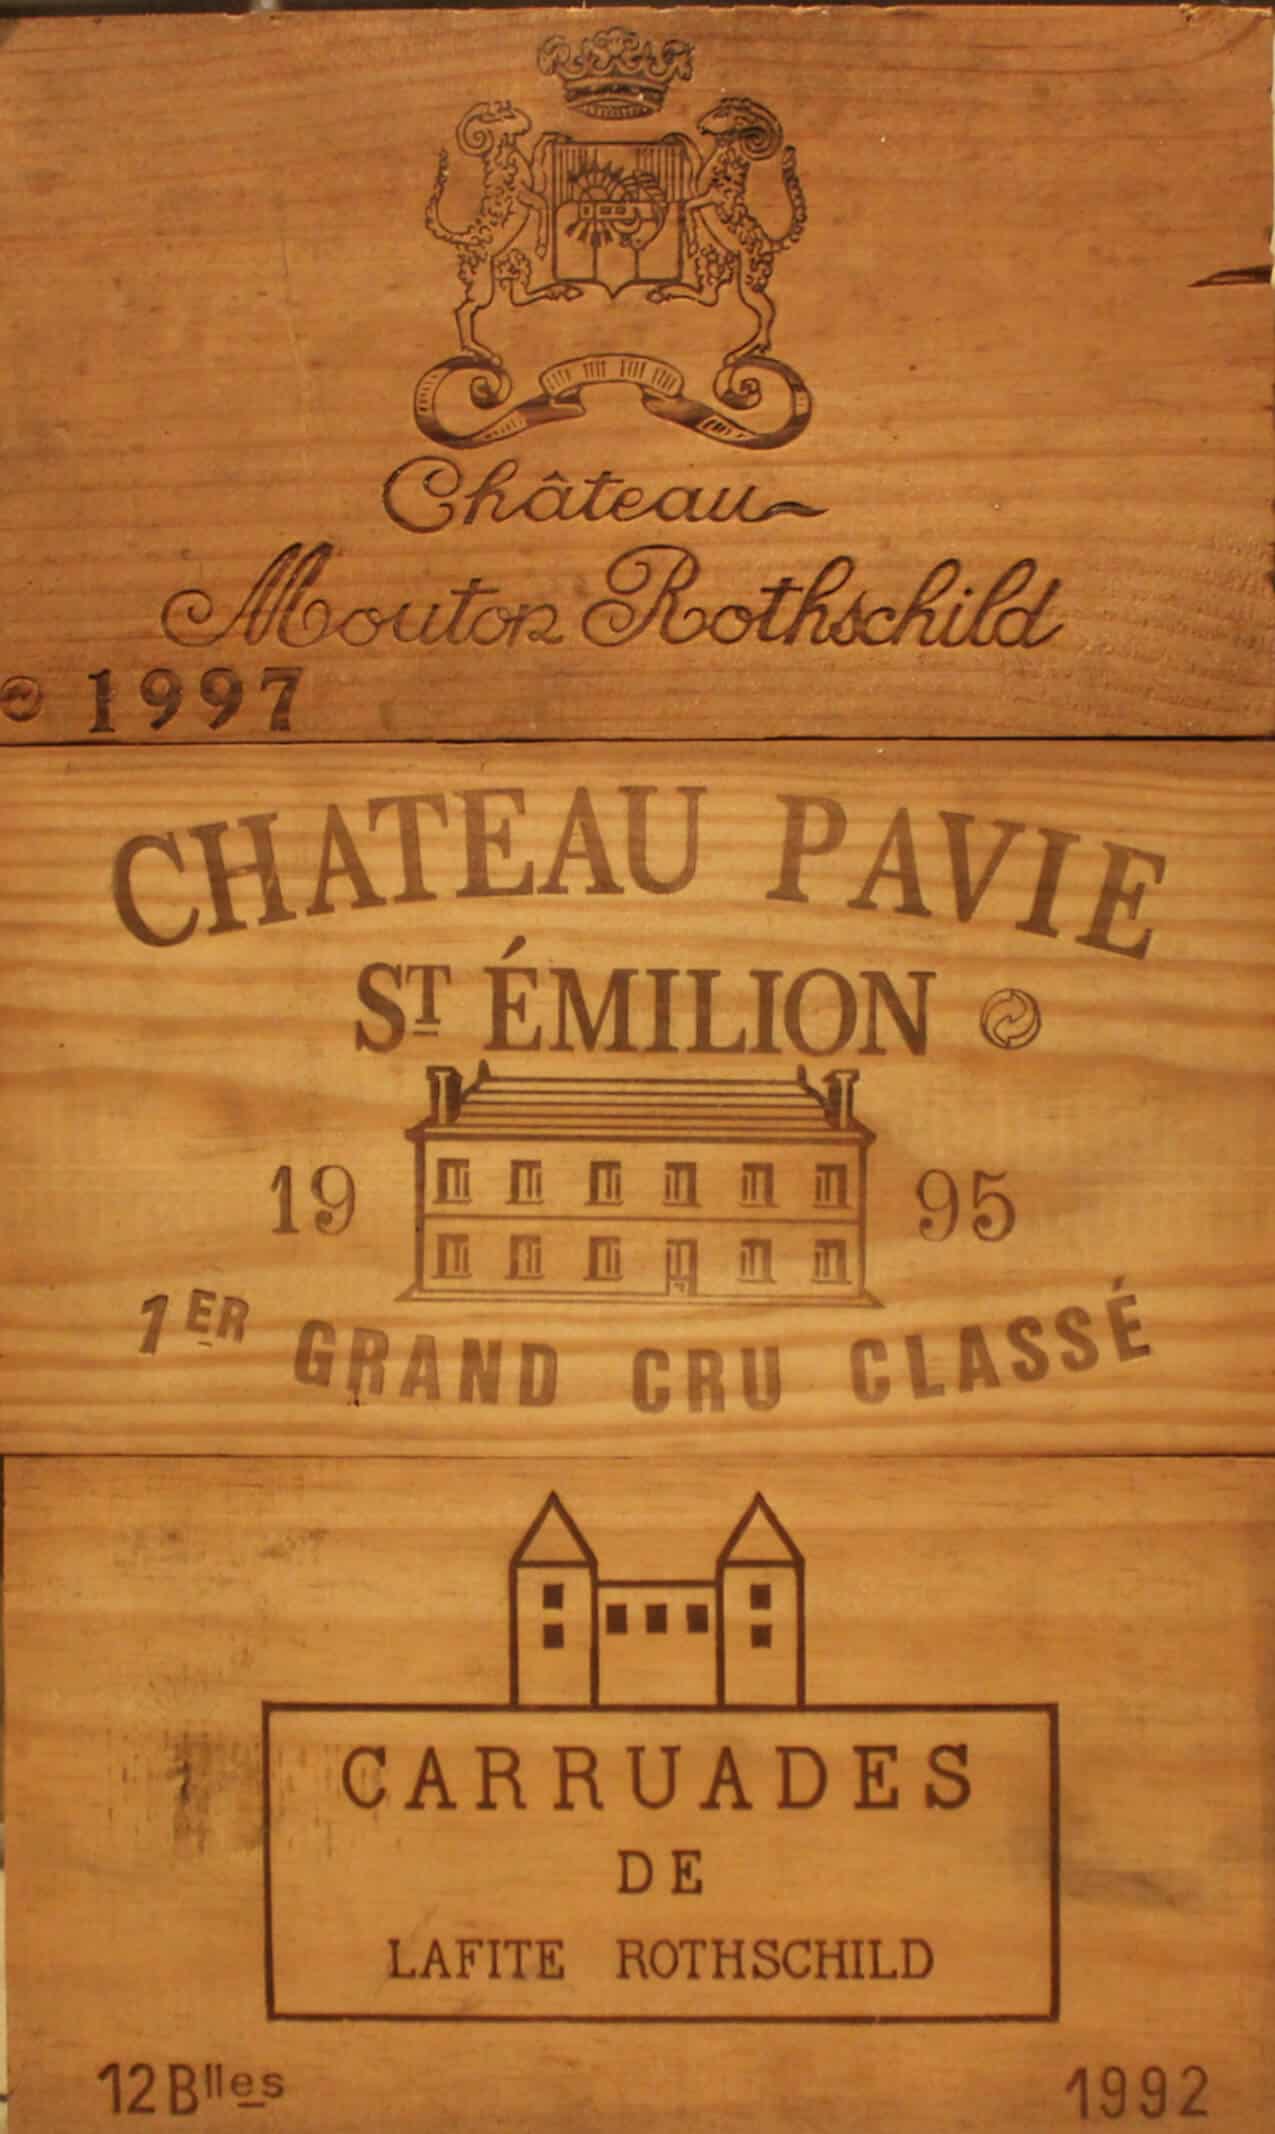 Château
Mouton Rothschild
1997
CHATEAU PAVIE
ST ÉMILION
19 95
1ER GRAND CRU CLASSÉ
CARRUADES
DE
LAFITE ROTHSCHILD
12 Blles 1992